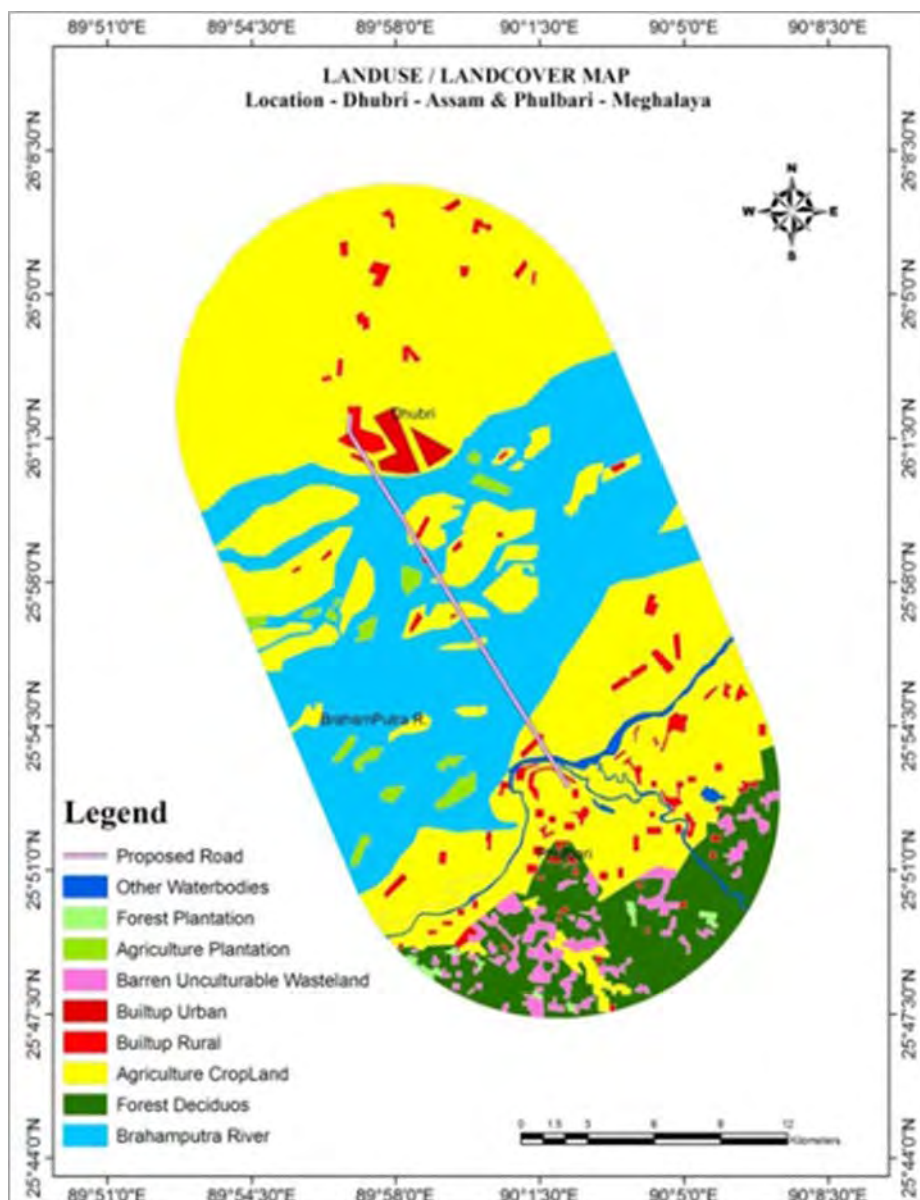 89°51'0"E 89°54'30"E 89°58'0"E 90°1'30"E 90°5'0"E 90°8'30"E
LANDUSE / LANDCOVER MAP
Location - Dhubri - Assam & Phulbari - Meghalaya
26°8'30"N 26°8'30"N
N
W E
S
26°5'0"N 26°5'0"N
Dhubri
26°1'30"N 26°1'30"N
25°58'0"N 25°58'0"N
25°54'30"N 25°54'30"N
BrahamPutra R.
Legend
Proposed Road
25°51'0"N 25°51'0"N
Other Waterbodies
Forest Plantation
Agriculture Plantation
Barren Unculturable Wasteland
Builtup Urban
25°47'30"N 25°47'30"N
Builtup Rural
Agriculture CropLand
Forest Deciduos
Brahamputra River
0 1.5 3 6 9 12
Kilometers
25°44'0"N 25°44'0"N
89°51'0"E 89°54'30"E 89°58'0"E 90°1'30"E 90°5'0"E 90°8'30"E